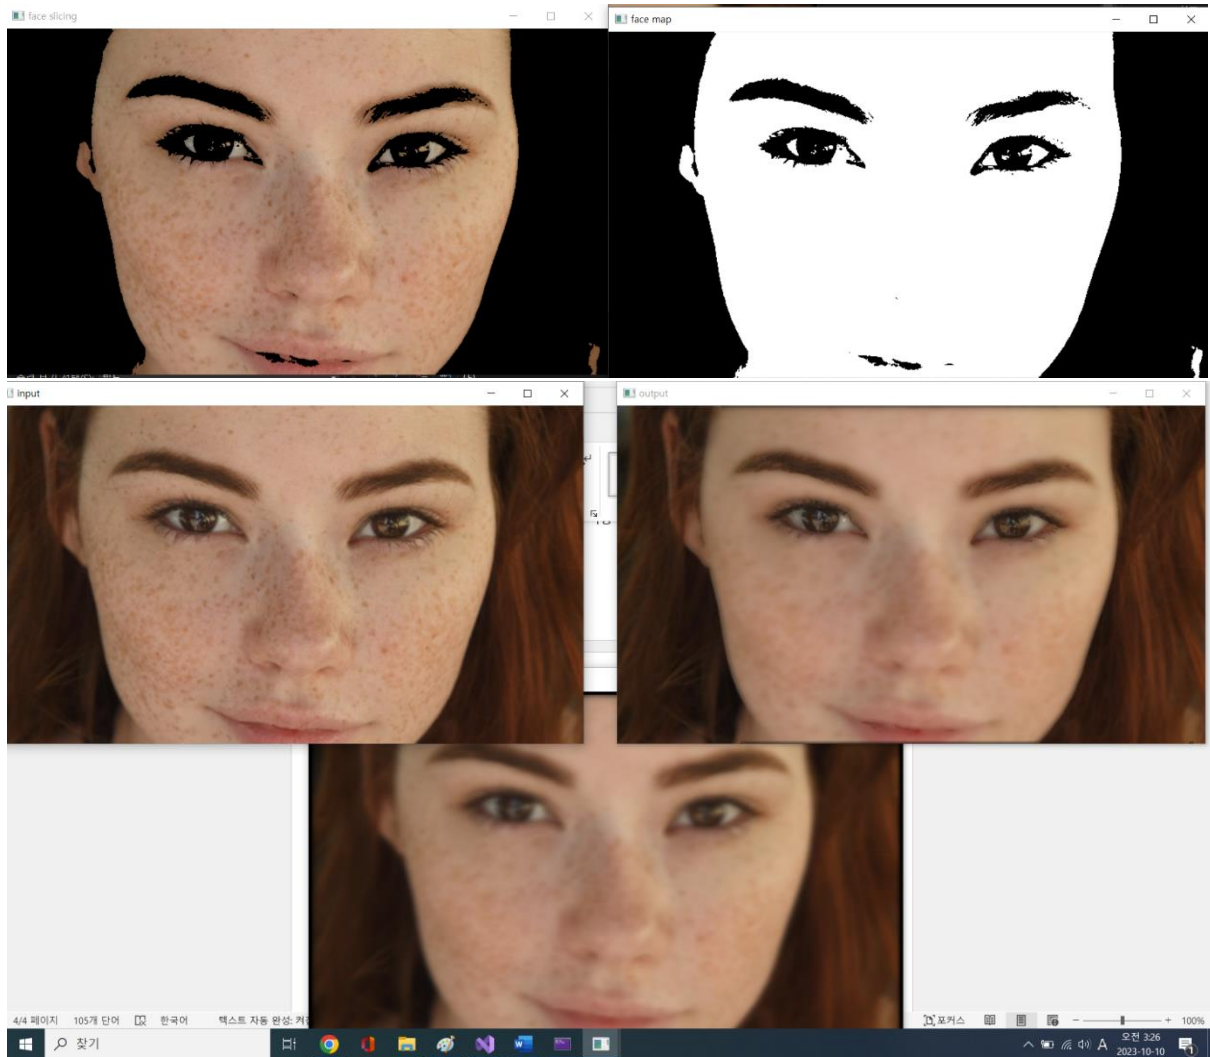 face slicing
face map
input
output
4/4 페이지 105개 단어 한국어 텍스트 자동 완성: 켜
포커스
100%
찾기
A
오전 3:26
2023-10-10
1